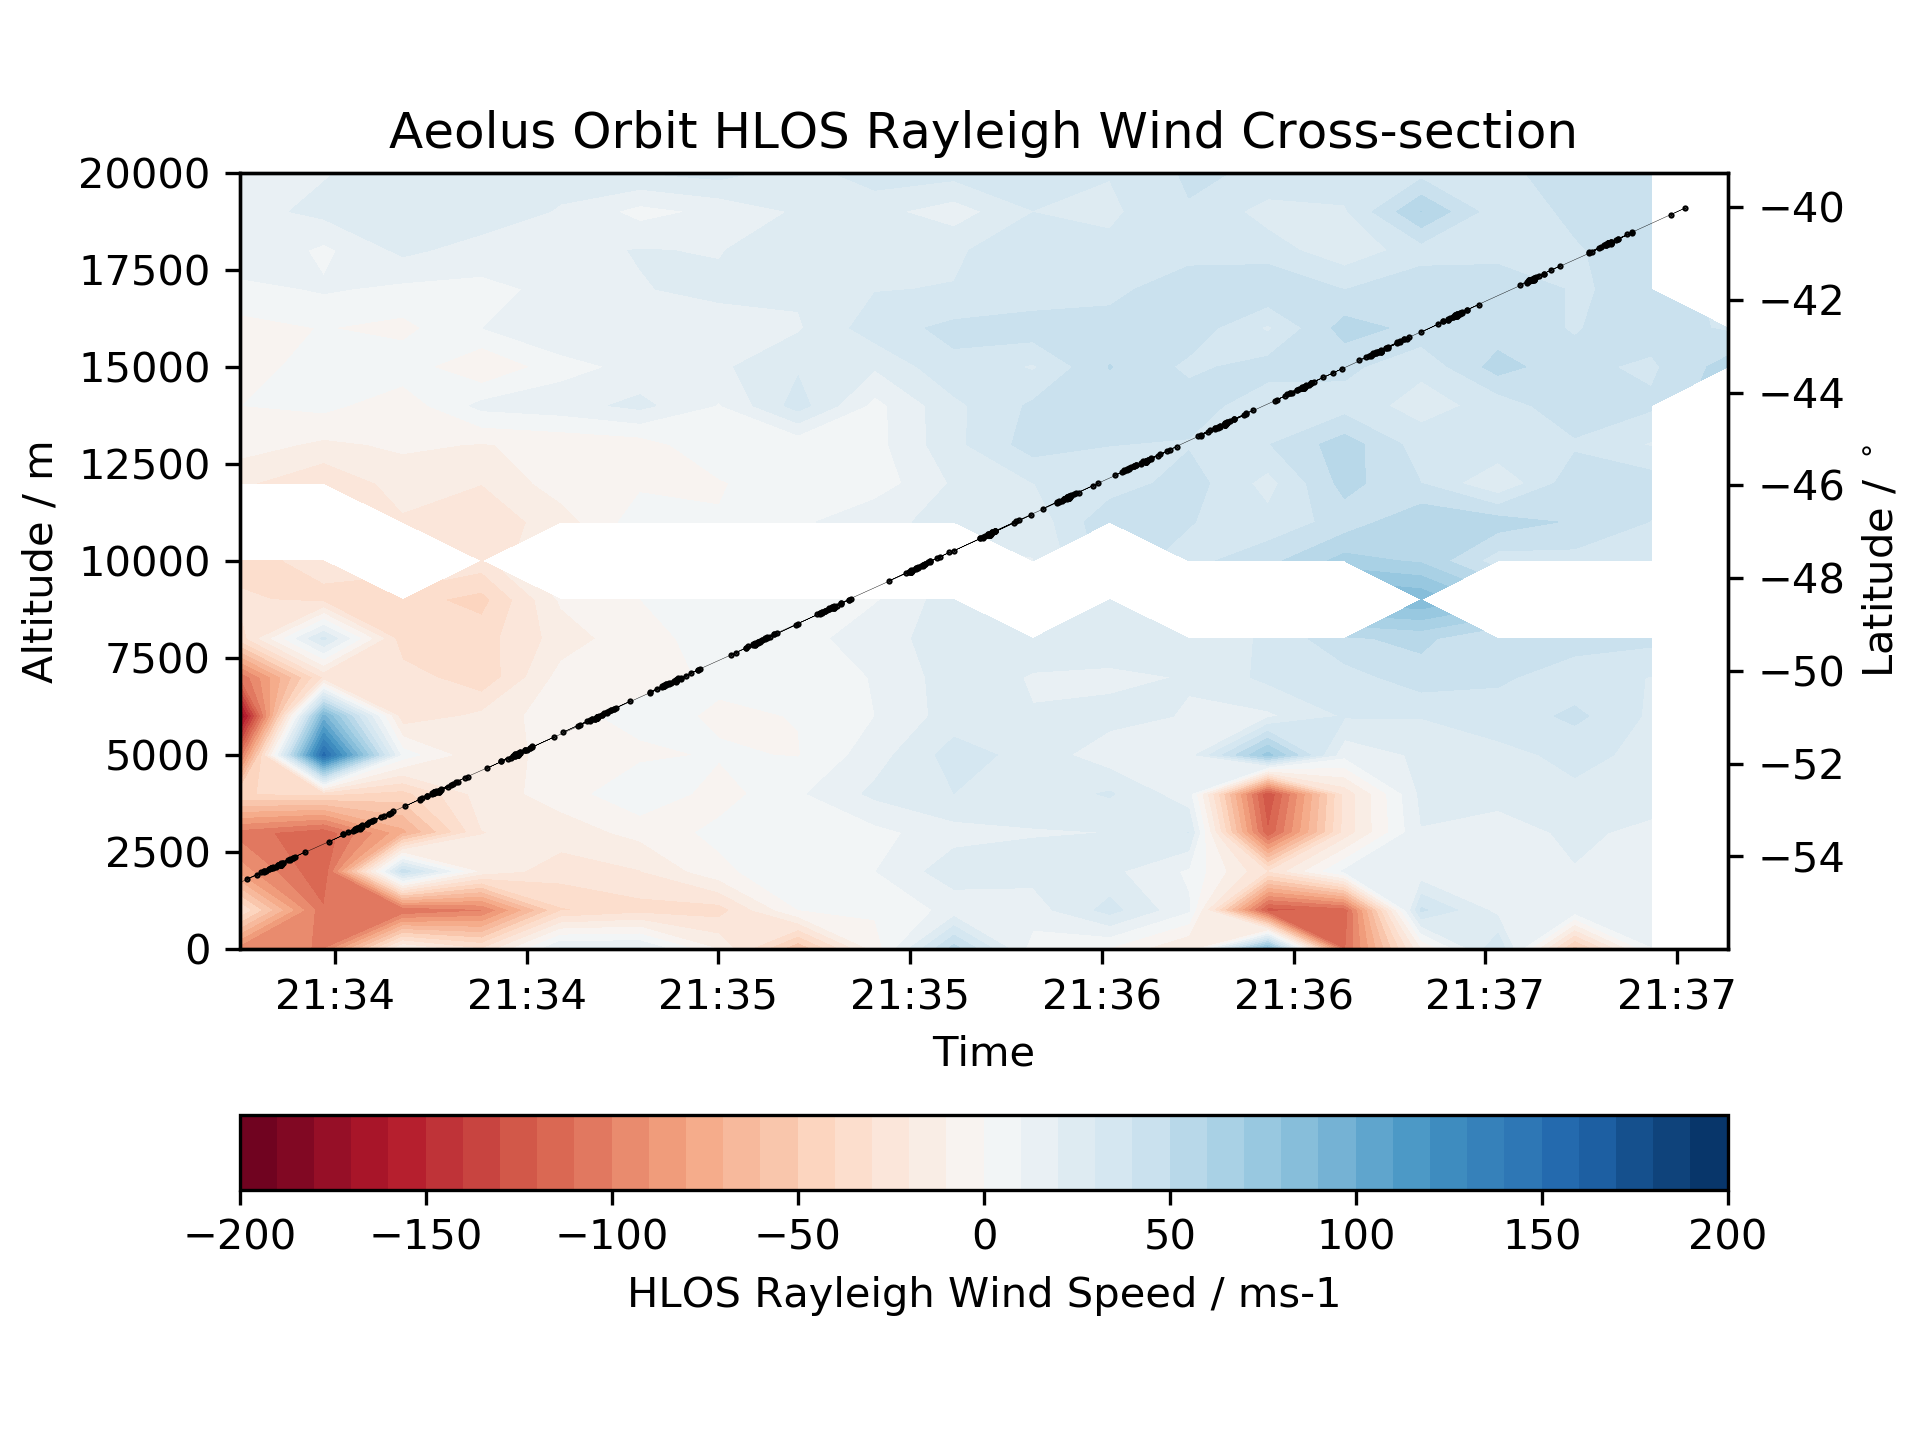 Aeolus Orbit HLOS Rayleigh Wind Cross-section
20000
17500
15000
12500
10000
7500
5000
2500
0
Altitude / m
−40
−42
−44
−46
−48
−50
−52
−54
Latitude / °
21:34 21:34 21:35 21:35 21:36 21:36 21:37 21:37
Time
−200 −150 −100 −50 0 50 100 150 200
HLOS Rayleigh Wind Speed / ms-1